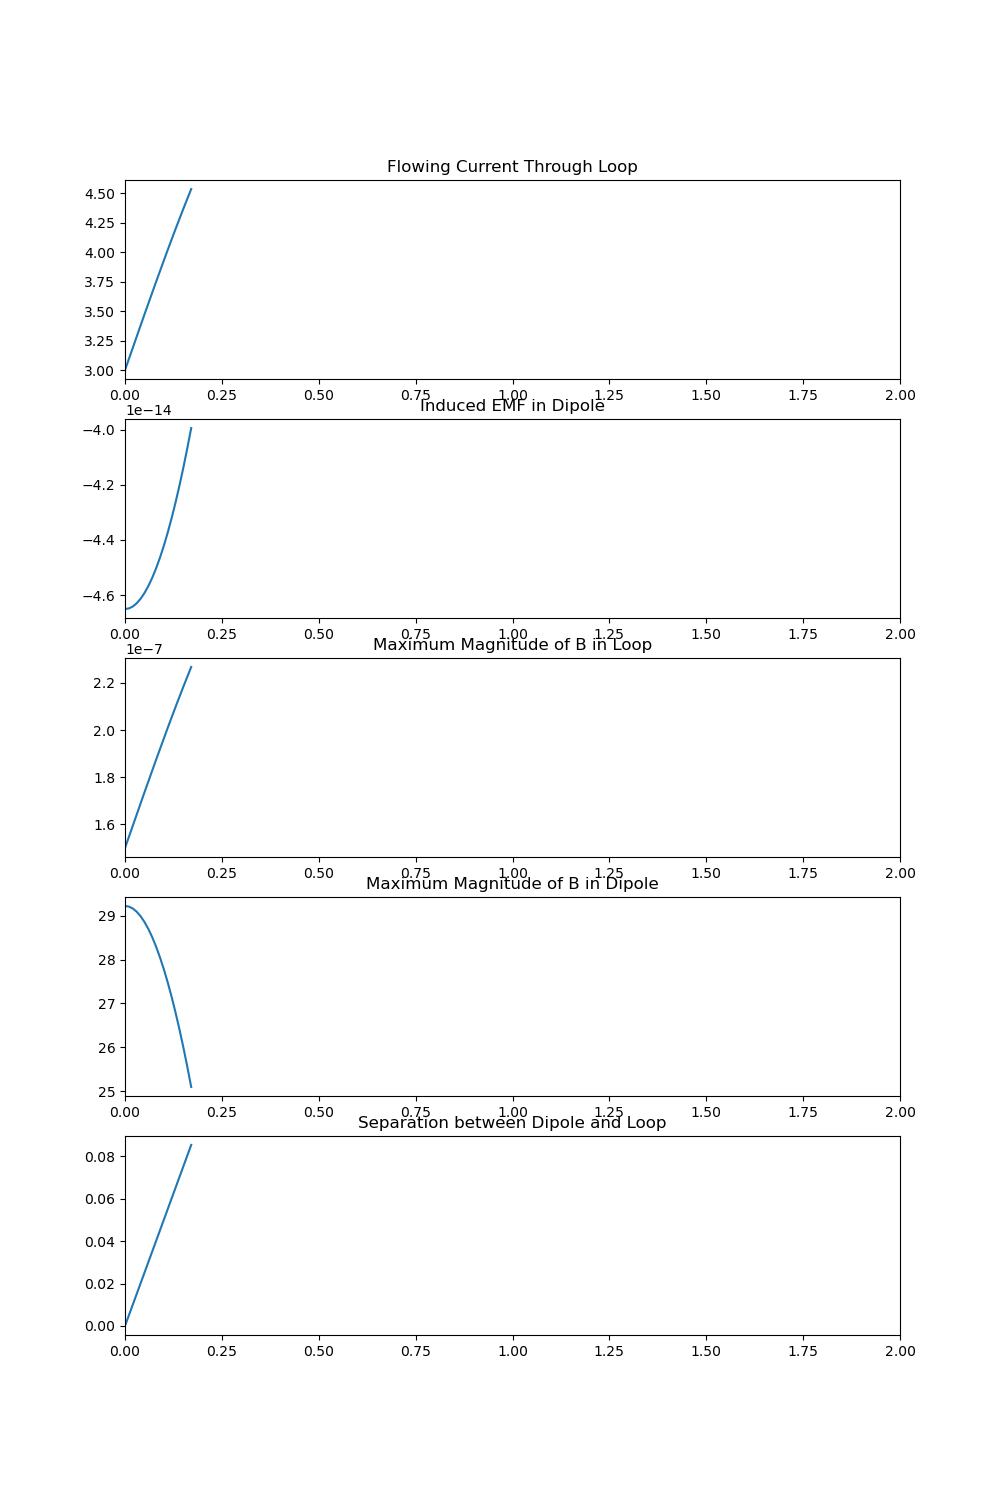 Flowing Current Through Loop
4.50
4.25
4.00
3.75
3.50
3.25
3.00
0.00 0.25 0.50 0.75 1.00 1.25 1.50 1.75 2.00
Induced EMF in Dipole
1e−14
−4.0
−4.2
−4.4
−4.6
0.00 0.25 0.50 0.75 1.00 1.25 1.50 1.75 2.00
Maximum Magnitude of B in Loop
1e−7
2.2
2.0
1.8
1.6
0.00 0.25 0.50 0.75 1.00 1.25 1.50 1.75 2.00
Maximum Magnitude of B in Dipole
29
28
27
26
25
0.00 0.25 0.50 0.75 1.00 1.25 1.50 1.75 2.00
Separation between Dipole and Loop
0.08
0.06
0.04
0.02
0.00
0.00 0.25 0.50 0.75 1.00 1.25 1.50 1.75 2.00